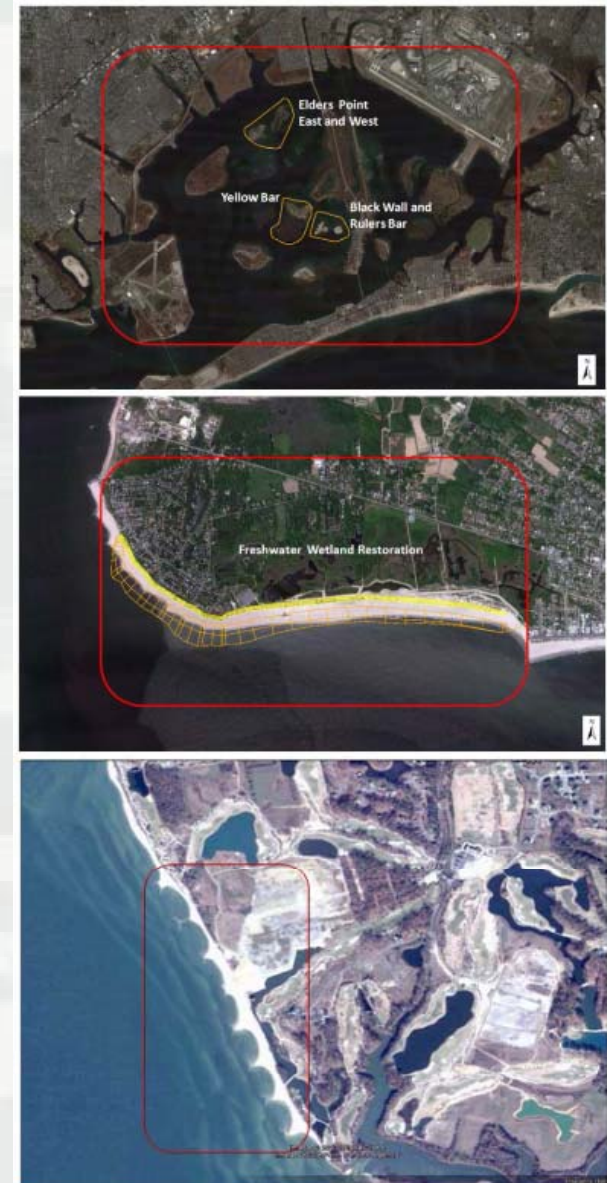 Elders Point
East and West
Yellow Bar
Black Wall and
Rulers Bar
N
Freshwater Wetland Restoration
N